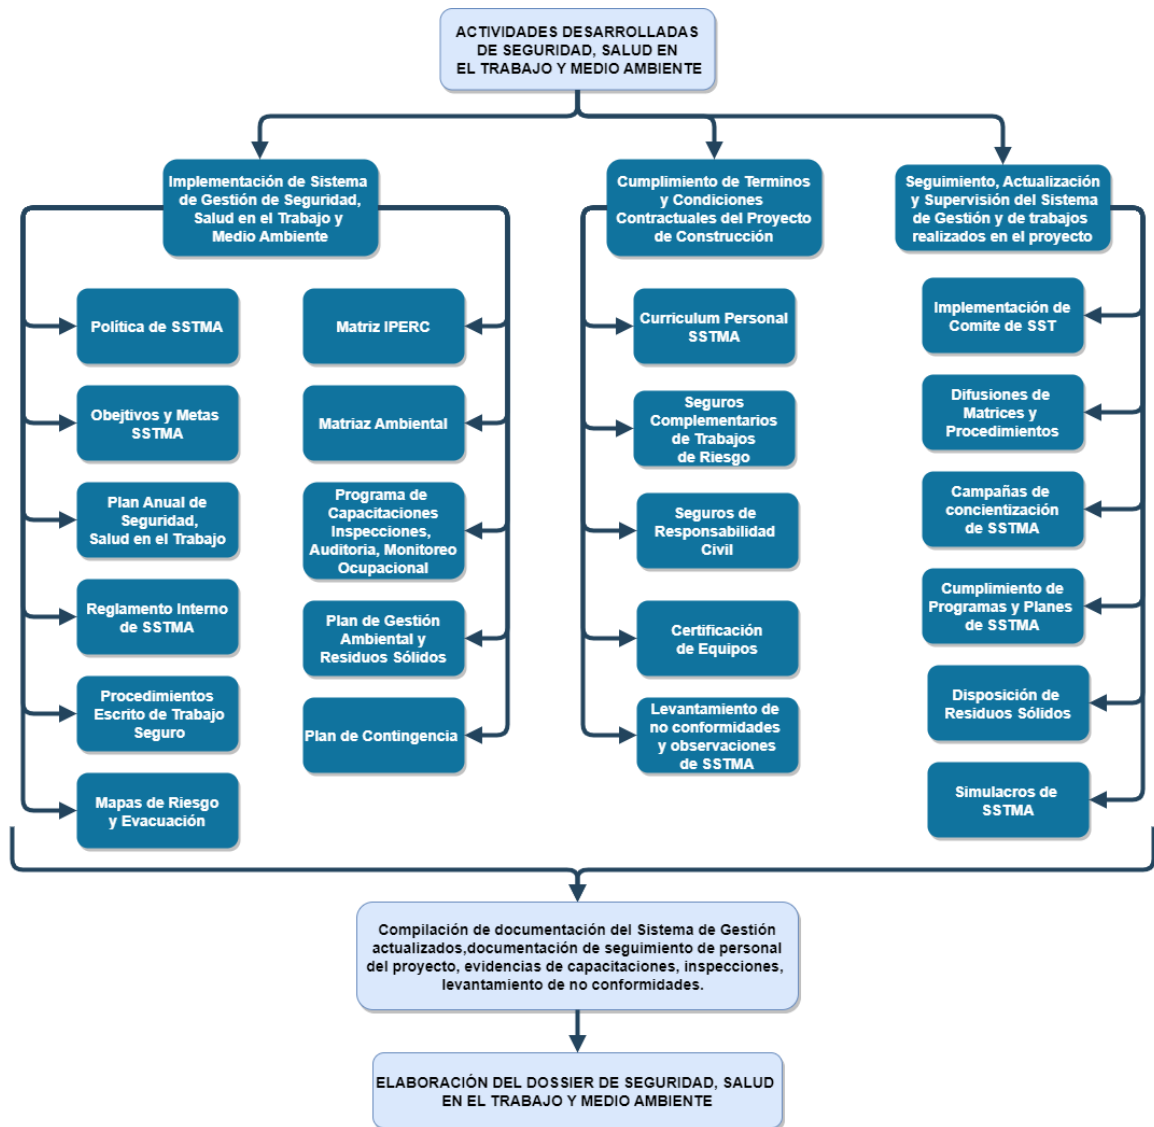 ACTIVIDADES DESARROLLADAS
DE SEGURIDAD, SALUD EN
EL TRABAJO Y MEDIO AMBIENTE
Implementación de Sistema
de Gestión de Seguridad,
Salud en el Trabajo y
Medio Ambiente
Política de SSTMA
Obejtivos y Metas
SSTMA
Plan Anual de
Seguridad,
Salud en el Trabajo
Reglamento Interno
de SSTMA
Procedimientos
Escrito de Trabajo
Seguro
Mapas de Riesgo
y Evacuación
Matriz IPERC
Matriaz Ambiental
Programa de
Capacitaciones
Inspecciones,
Auditoria, Monitoreo
Ocupacional
Plan de Gestión
Ambiental y
Residuos Sólidos
Plan de Contingencia
Cumplimiento de Terminos
y Condiciones
Contractuales del Proyecto
de Construcción
Curriculum Personal
SSTMA
Seguros
Complementarios
de Trabajos
de Riesgo
Seguros de
Responsabilidad
Civil
Certificación
de Equipos
Levantamiento de
no conformidades
y observaciones
de SSTMA
Seguimiento, Actualización
y Supervisión del Sistema
de Gestión y de trabajos
realizados en el proyecto
Implementación de
Comite de SST
Difusiones de
Matrices y
Procedimientos
Campañas de
concientización
de SSTMA
Cumplimiento de
Programas y Planes
de SSTMA
Disposición de
Residuos Sólidos
Simulacros de
SSTMA
Compilación de documentación del Sistema de Gestión
actualizados,documentación de seguimiento de personal
del proyecto, evidencias de capacitaciones, inspecciones,
levantamiento de no conformidades.
ELABORACIÓN DEL DOSSIER DE SEGURIDAD, SALUD
EN EL TRABAJO Y MEDIO AMBIENTE